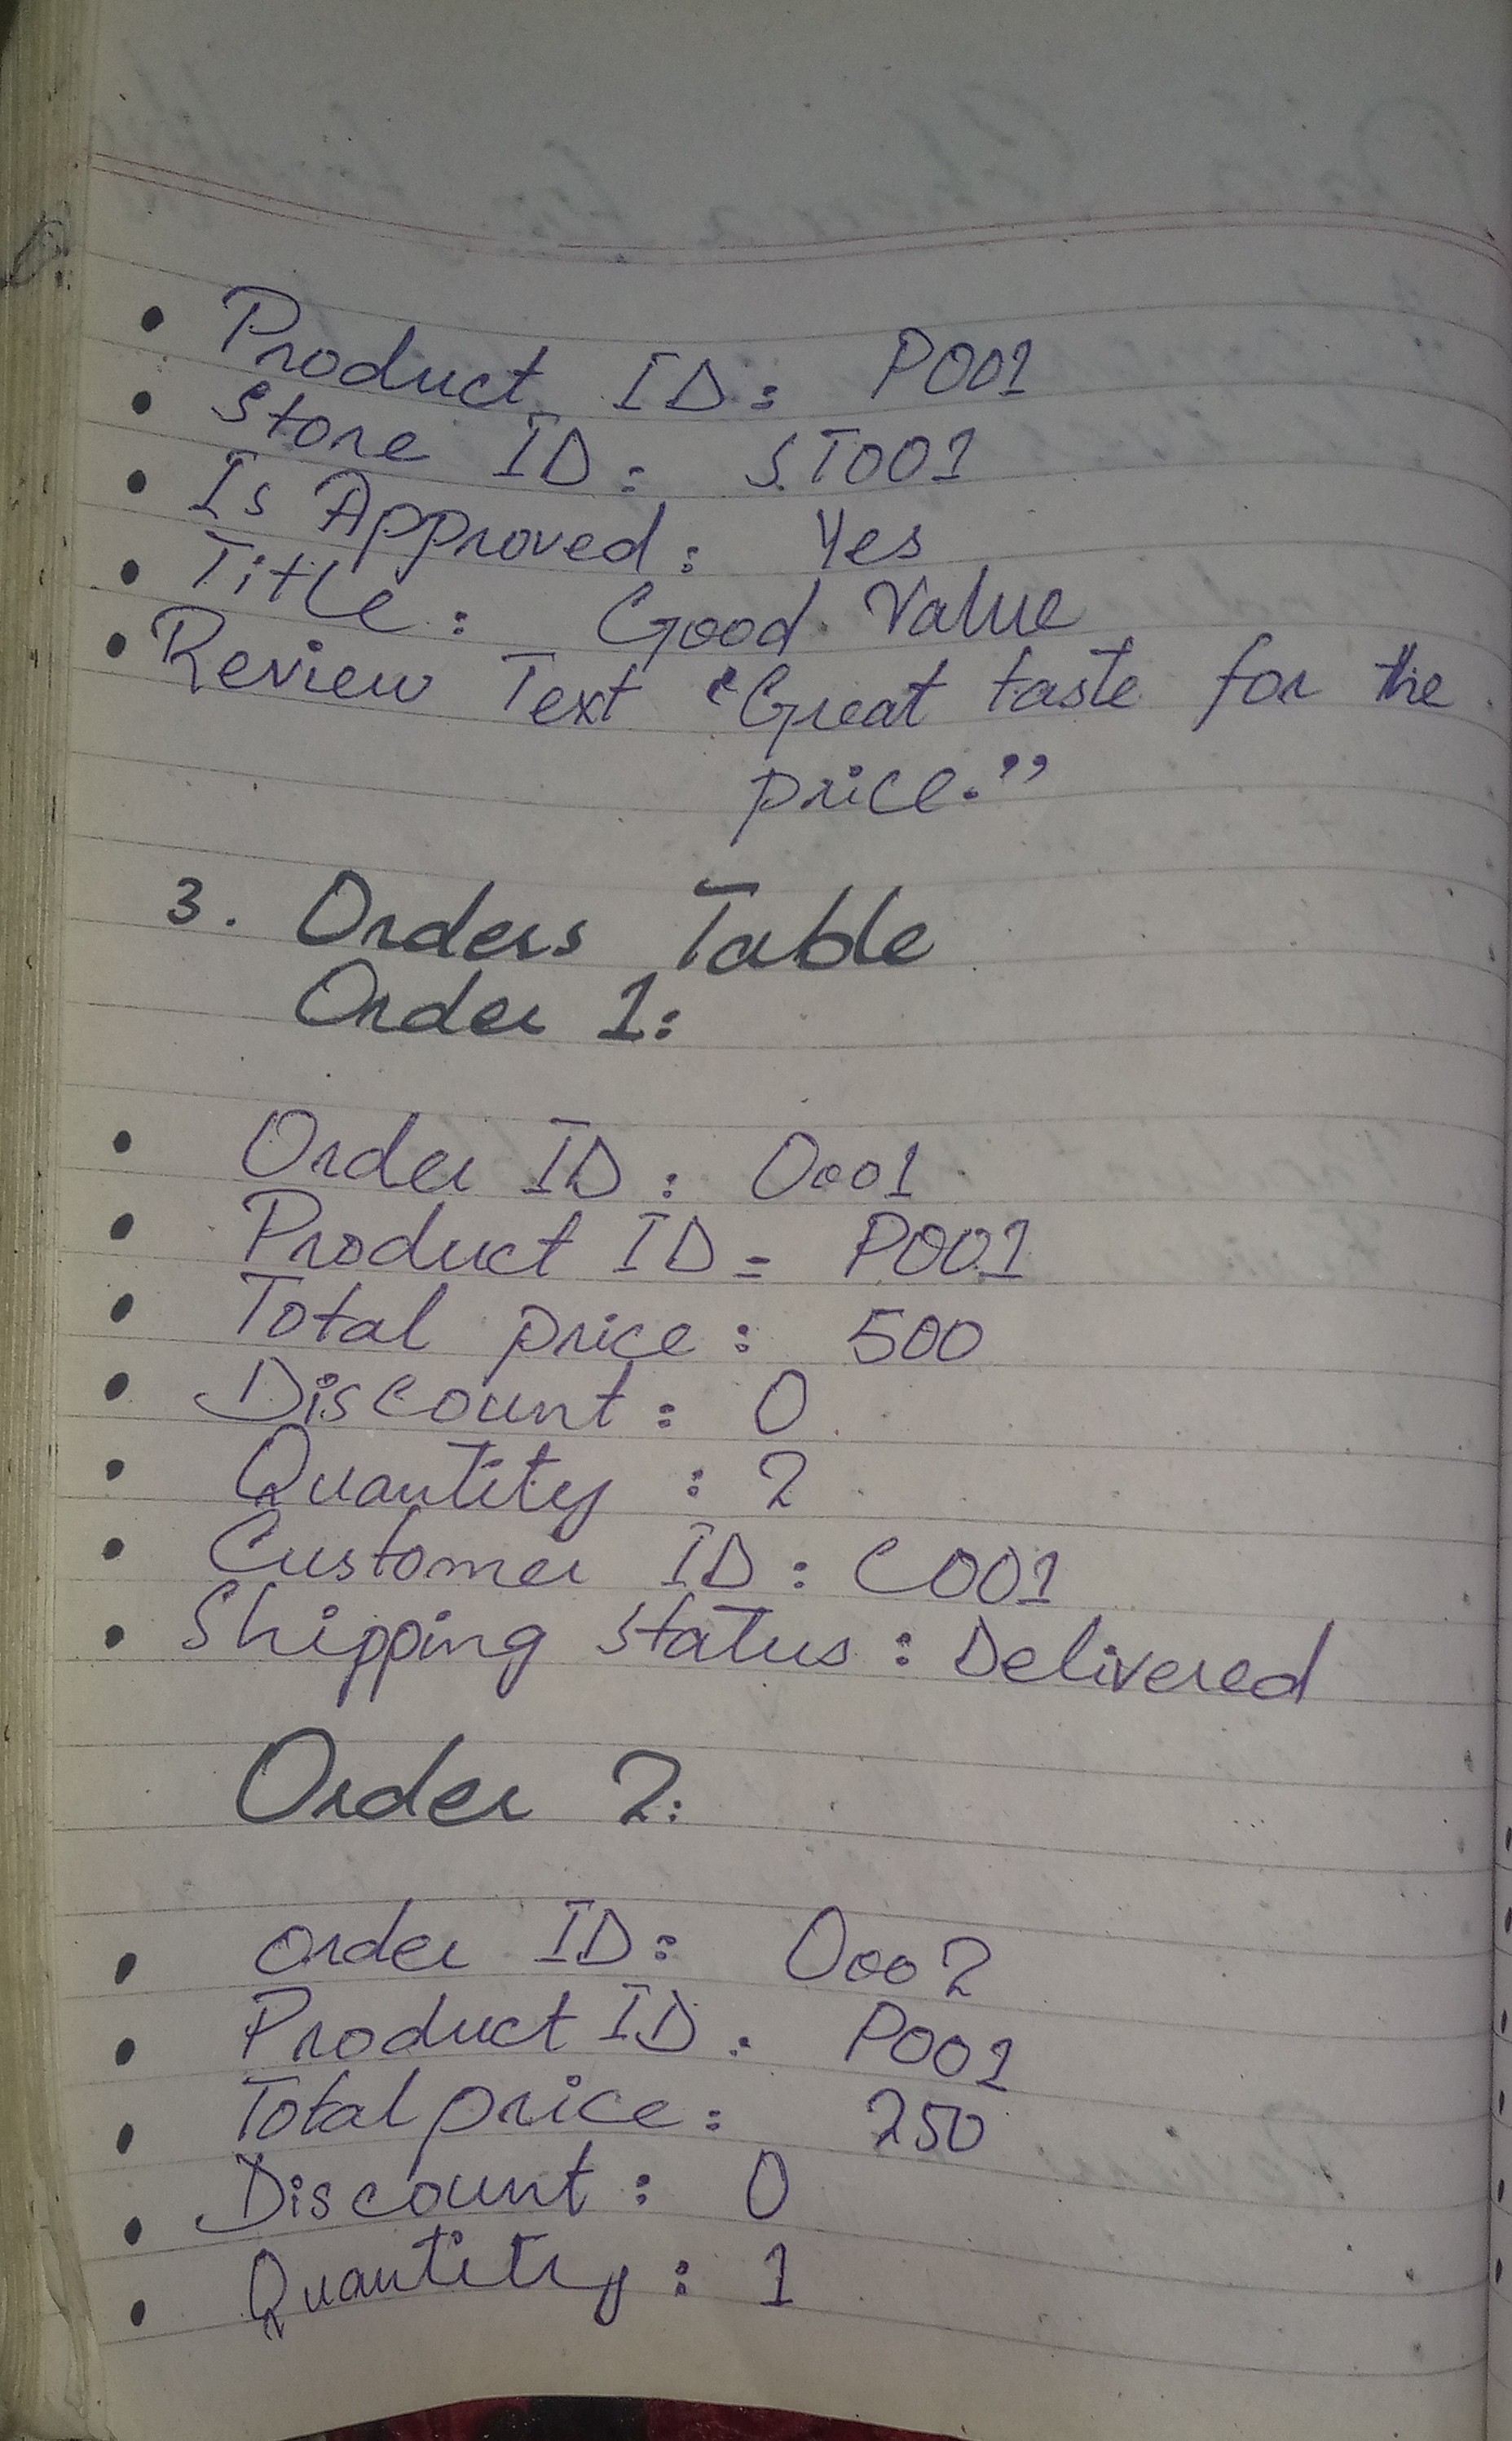 • Product ID: P001
• Store ID: ST001
• Is Approved: Yes
• Title: Good Value
• Review Text "Great taste for the
price."
3. Orders Table
Order 1:
• Order ID: O001
• Product ID: P001
• Total price: 500
• Discount: 0
• Quantity: 2
• Customer ID: C001
• Shipping status: Delivered
Order 2:
• order ID: O002
• Product ID. P001
• Total price: 250
• Discount: 0
• Quantity: 1